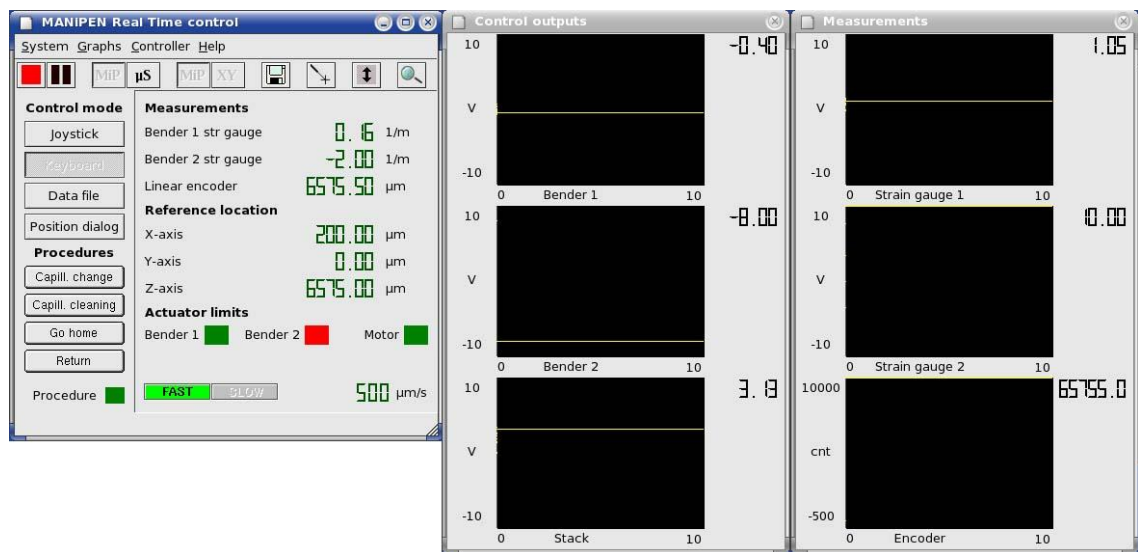 MANiPEN Real Time control
System Graphs Controller Help
MiP µS MiP XY
Control mode
Joystick
Keyboard
Data file
Position dialog
Procedures
Capill. change
Capill. cleaning
Go home
Return
Procedure
Measurements
Bender 1 str gauge 0.16 1/m
Bender 2 str gauge -2.00 1/m
Linear encoder 6575.50 µm
Reference location
X-axis 200.00 µm
Y-axis 0.00 µm
Z-axis 6575.00 µm
Actuator limits
Bender 1 Bender 2 Motor
FAST SLOW 500 µm/s
Control outputs
10 -0.40
V
-10
0 Bender 1 10
10 -8.00
V
-10
0 Bender 2 10
10 3.13
V
-10
0 Stack 10
Measurements
10 1.05
V
-10
0 Strain gauge 1 10
10 10.00
V
-10
0 Strain gauge 2 10
10000 65755.0
cnt
-500
0 Encoder 10